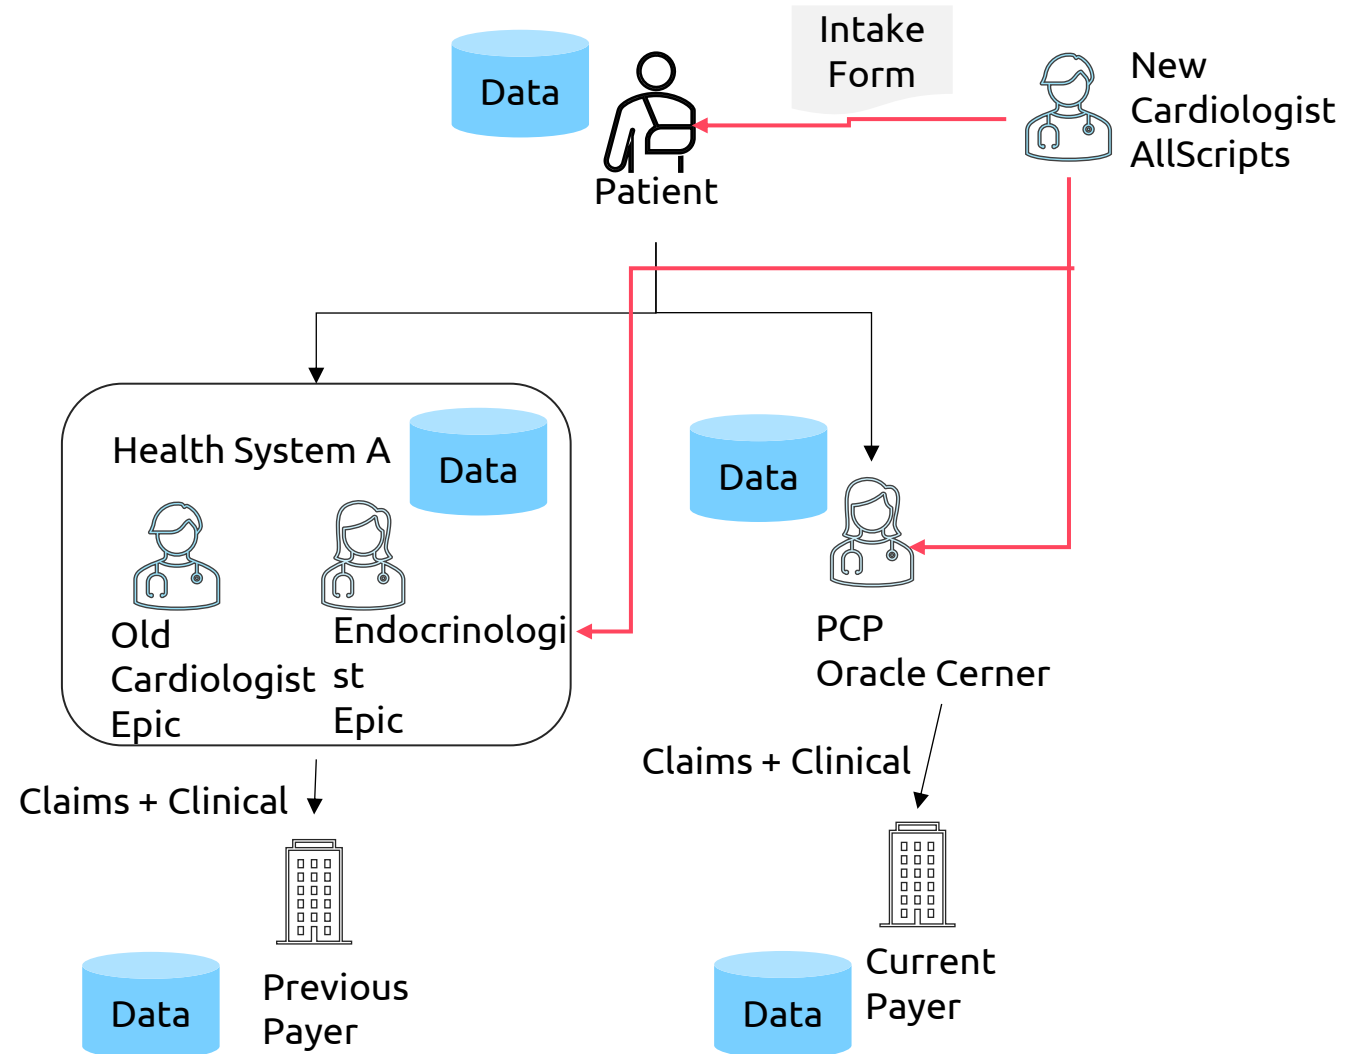 Data
Patient
Intake
Form
New
Cardiologist
AllScripts
Health System A
Data
Old
Cardiologist
Epic
Endocrinologi
st
Epic
Data
PCP
Oracle Cerner
Claims + Clinical
Claims + Clinical
Data
Previous
Payer
Data
Current
Payer